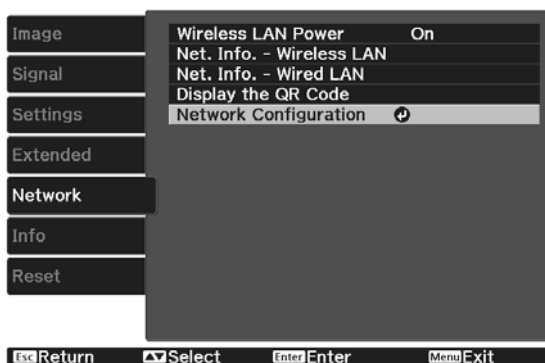 Image
Signal
Settings
Extended
Network
Info
Reset
Wireless LAN Power On
Net. Info. - Wireless LAN
Net. Info. - Wired LAN
Display the QR Code
Network Configuration
Esc Return Select Enter Enter Menu Exit